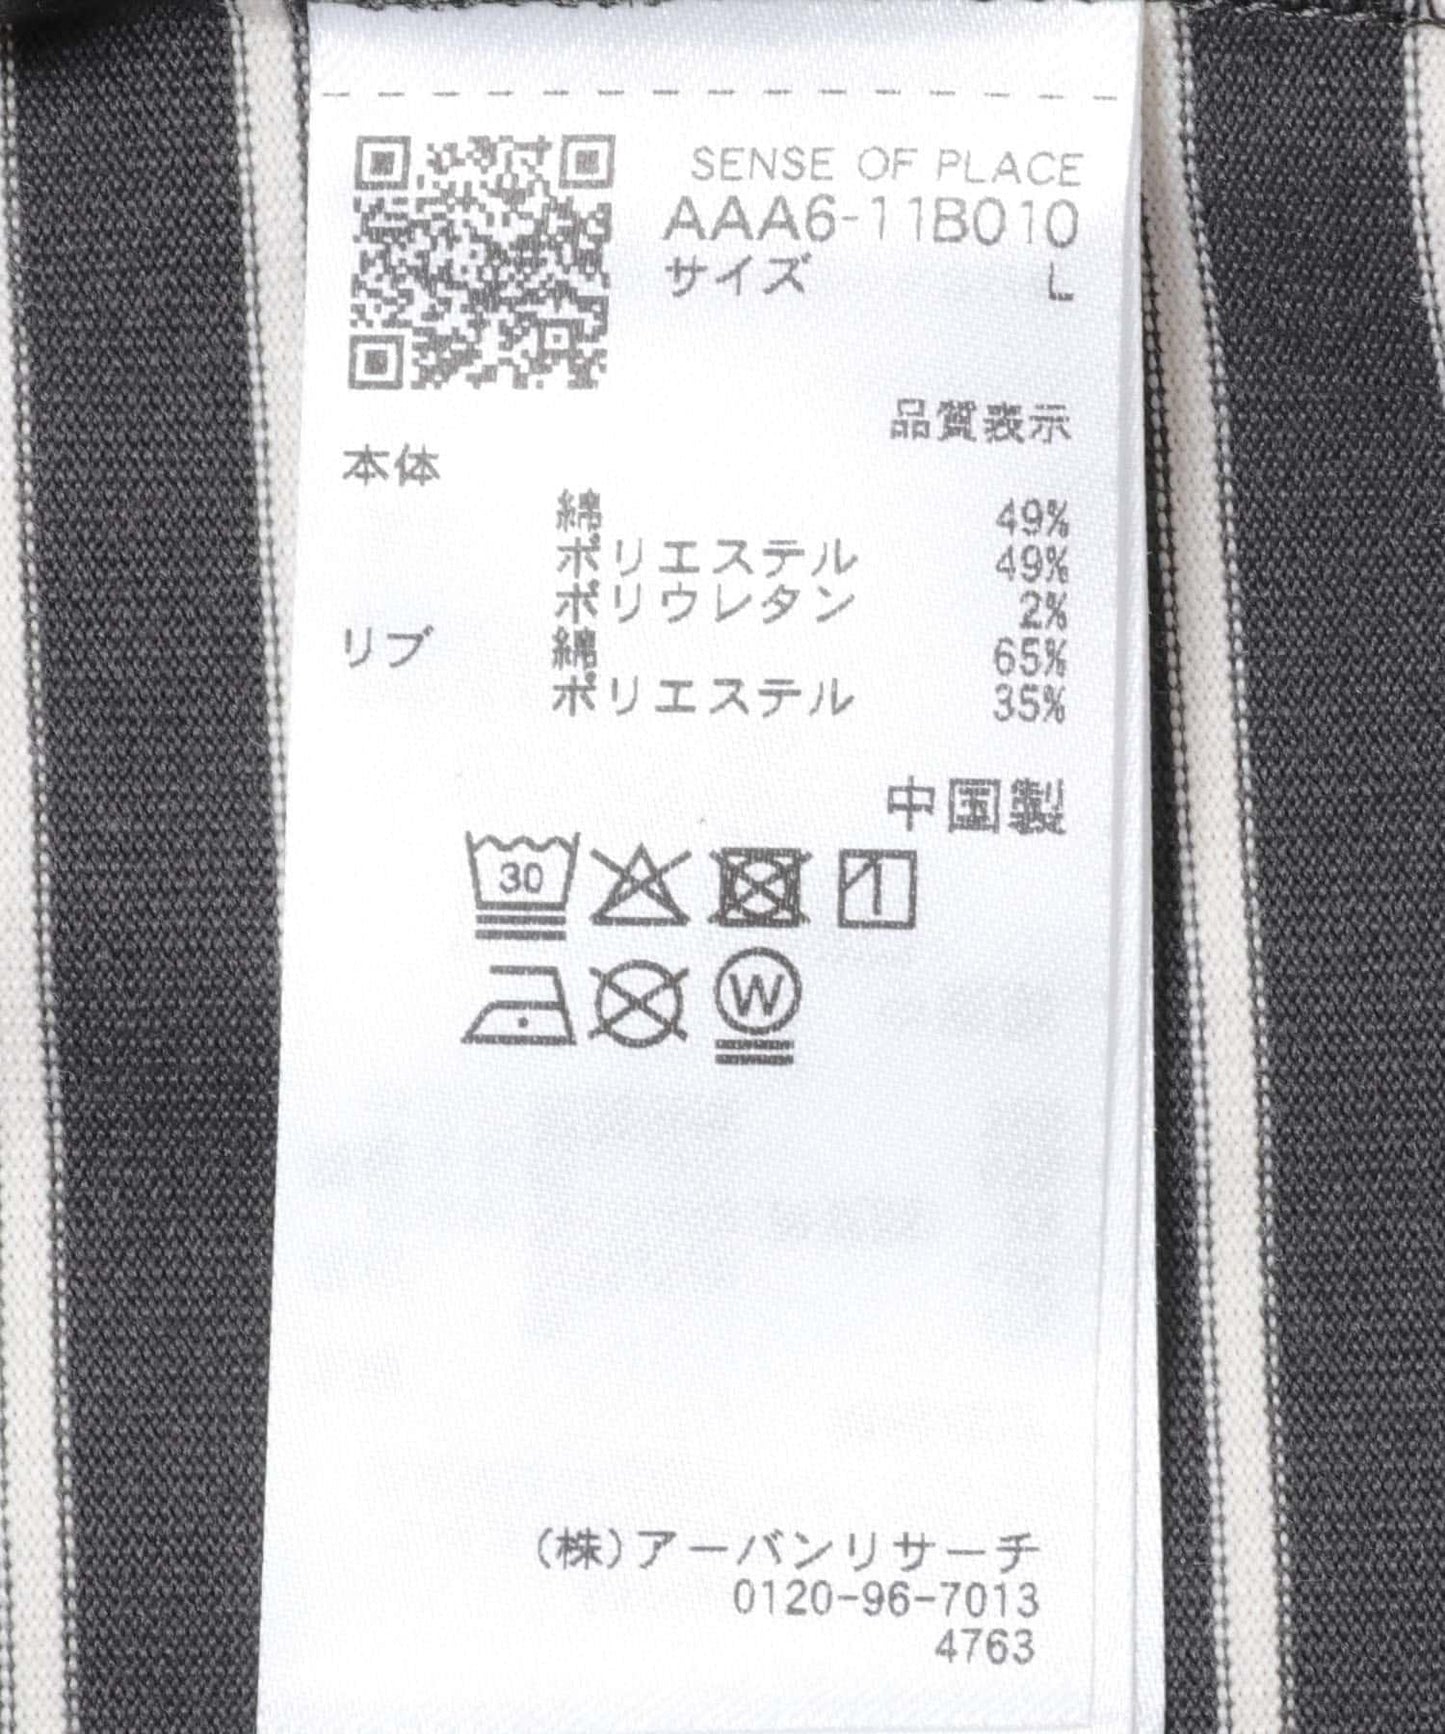 SENSE OF PLACE
AAA6-11B010
サイズ L
品質表示
本体
綿 49%
ポリエステル 49%
ポリウレタン 2%
リブ 綿 65%
ポリエステル 35%
中国製
30
W
(株)アーバンリサーチ
0120-96-7013
4763